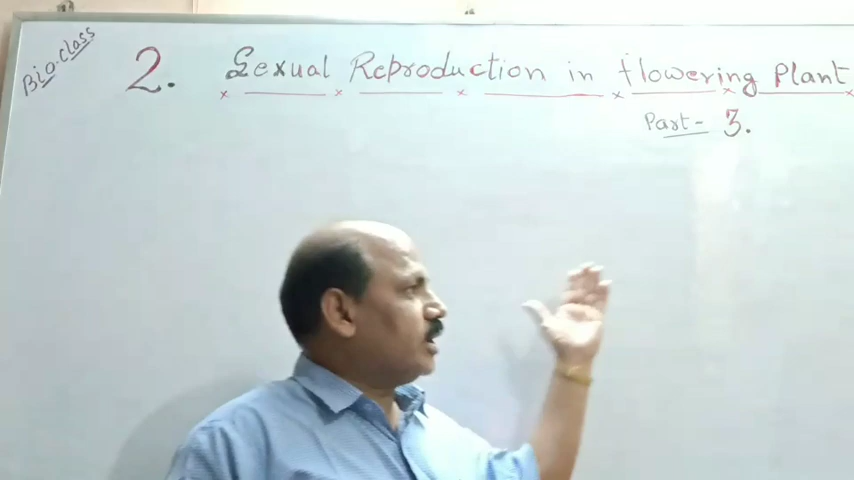 Bio. class
2. Sexual Reproduction in flowering Plant
Part - 3.